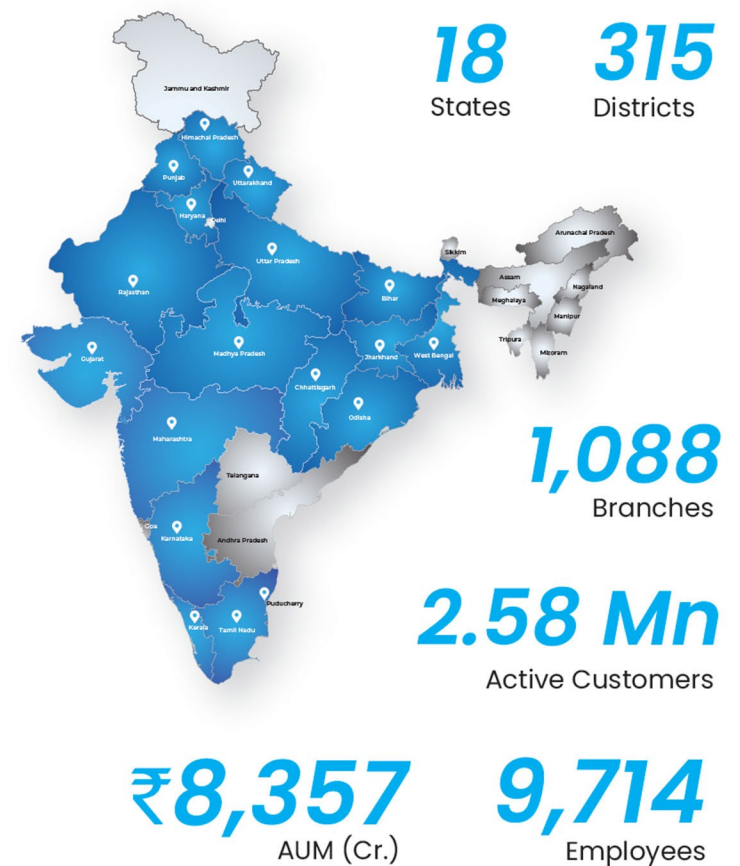 18
States
315
Districts
Jammu and Kashmir
Himachal Pradesh
Punjab
Uttarakhand
Haryana
Delhi
Uttar Pradesh
Rajasthan
Bihar
Sikkim
Arunachal Pradesh
Assam
Nagaland
Meghalaya
Manipur
Tripura
Mizoram
Gujarat
Madhya Pradesh
Jharkhand
West Bengal
Chhattisgarh
Odisha
Maharashtra
Telangana
Goa
Karnataka
Andhra Pradesh
Puducherry
Kerala
Tamil Nadu
1,088
Branches
2.58 Mn
Active Customers
₹8,357
AUM (Cr.)
9,714
Employees